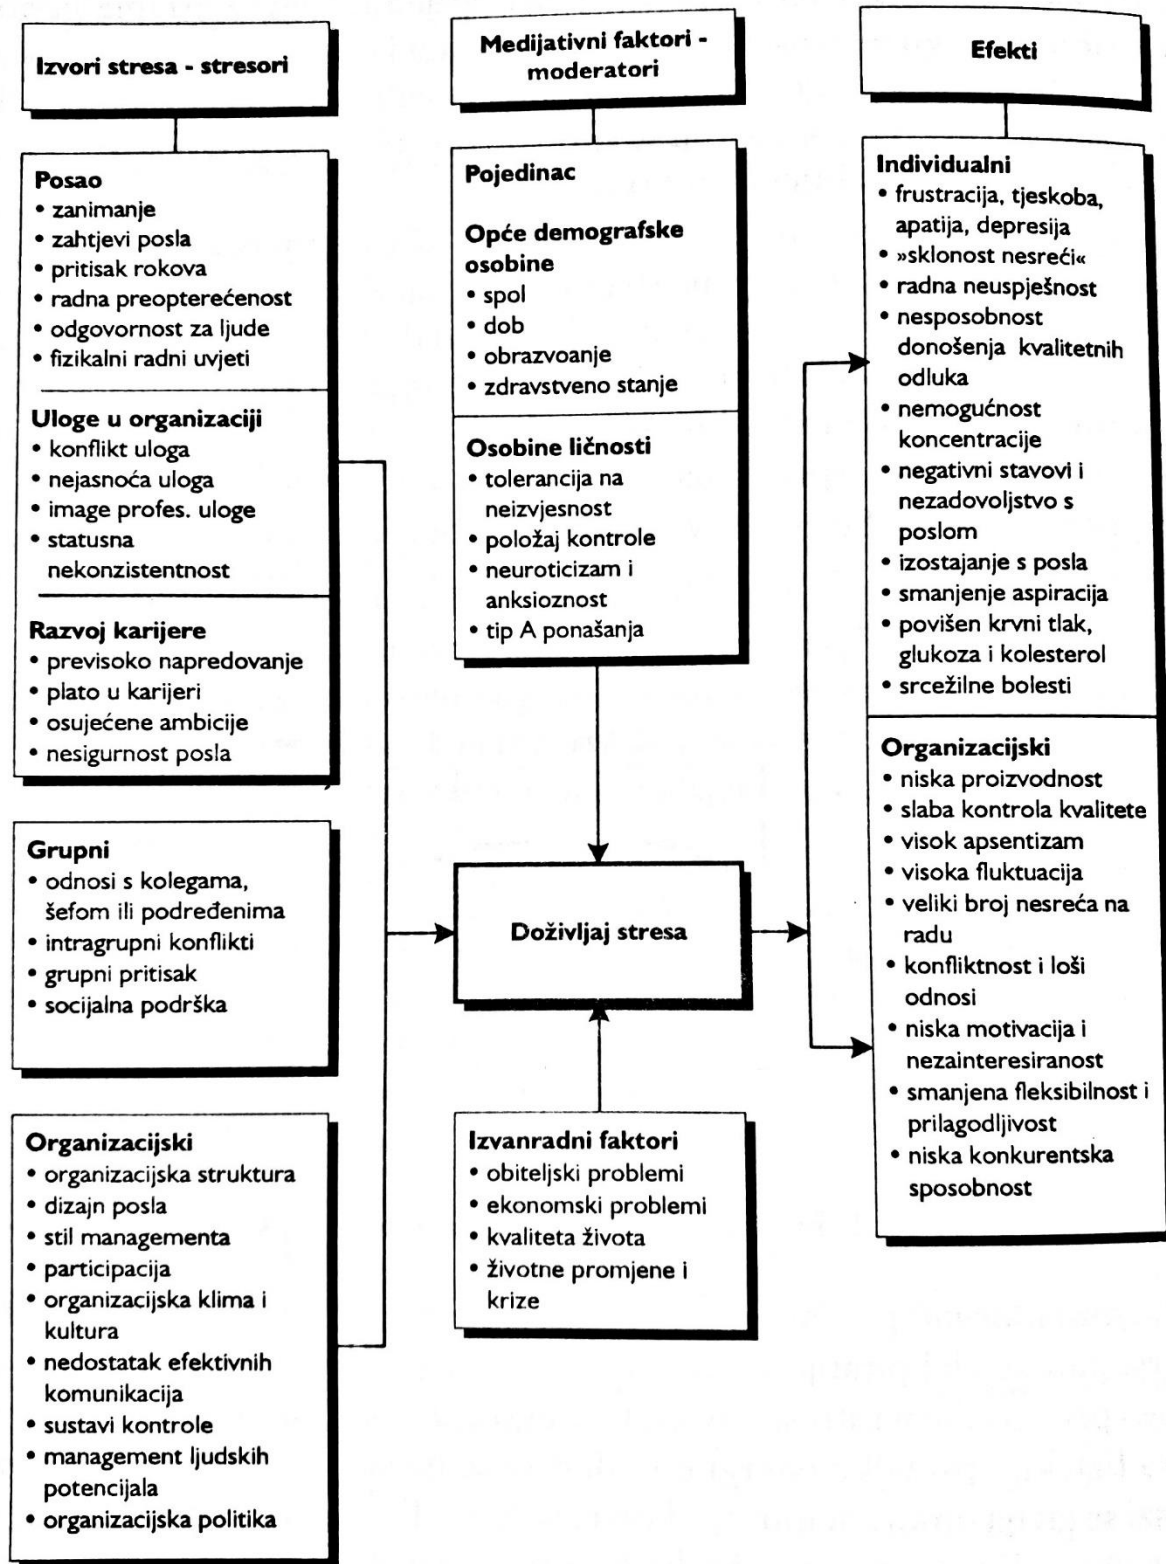 Izvori stresa - stresori
Posao
• zanimanje
• zahtjevi posla
• pritisak rokova
• radna preopterećenost
• odgovornost za ljude
• fizikalni radni uvjeti
Uloge u organizaciji
• konflikt uloga
• nejasnoća uloga
• image profes. uloge
• statusna
nekonzistentnost
Razvoj karijere
• previsoko napredovanje
• plato u karijeri
• osujećene ambicije
• nesigurnost posla
Grupni
• odnosi s kolegama,
šefom ili podređenima
• intragrupni konflikti
• grupni pritisak
• socijalna podrška
Organizacijski
• organizacijska struktura
• dizajn posla
• stil managementa
• participacija
• organizacijska klima i
kultura
• nedostatak efektivnih
komunikacija
• sustavi kontrole
• management ljudskih
potencijala
• organizacijska politika
Medijativni faktori -
moderatori
Pojedinac
Opće demografske
osobine
• spol
• dob
• obrazvoanje
• zdravstveno stanje
Osobine ličnosti
• tolerancija na
neizvjesnost
• položaj kontrole
• neuroticizam i
anksioznost
• tip A ponašanja
Doživljaj stresa
Izvanradni faktori
• obiteljski problemi
• ekonomski problemi
• kvaliteta života
• životne promjene i
krize
Efekti
Individualni
• frustracija, tjeskoba,
apatija, depresija
• »sklonost nesreći«
• radna neuspješnost
• nesposobnost
donošenja kvalitetnih
odluka
• nemogućnost
koncentracije
• negativni stavovi i
nezadovoljstvo s
poslom
• izostajanje s posla
• smanjenje aspiracija
• povišen krvni tlak,
glukoza i kolesterol
• srcežilne bolesti
Organizacijski
• niska proizvodnost
• slaba kontrola kvalitete
• visok apsentizam
• visoka fluktuacija
• veliki broj nesreća na
radu
• konfliktnost i loši
odnosi
• niska motivacija i
nezainteresiranost
• smanjena fleksibilnost i
prilagodljivost
• niska konkurentska
sposobnost